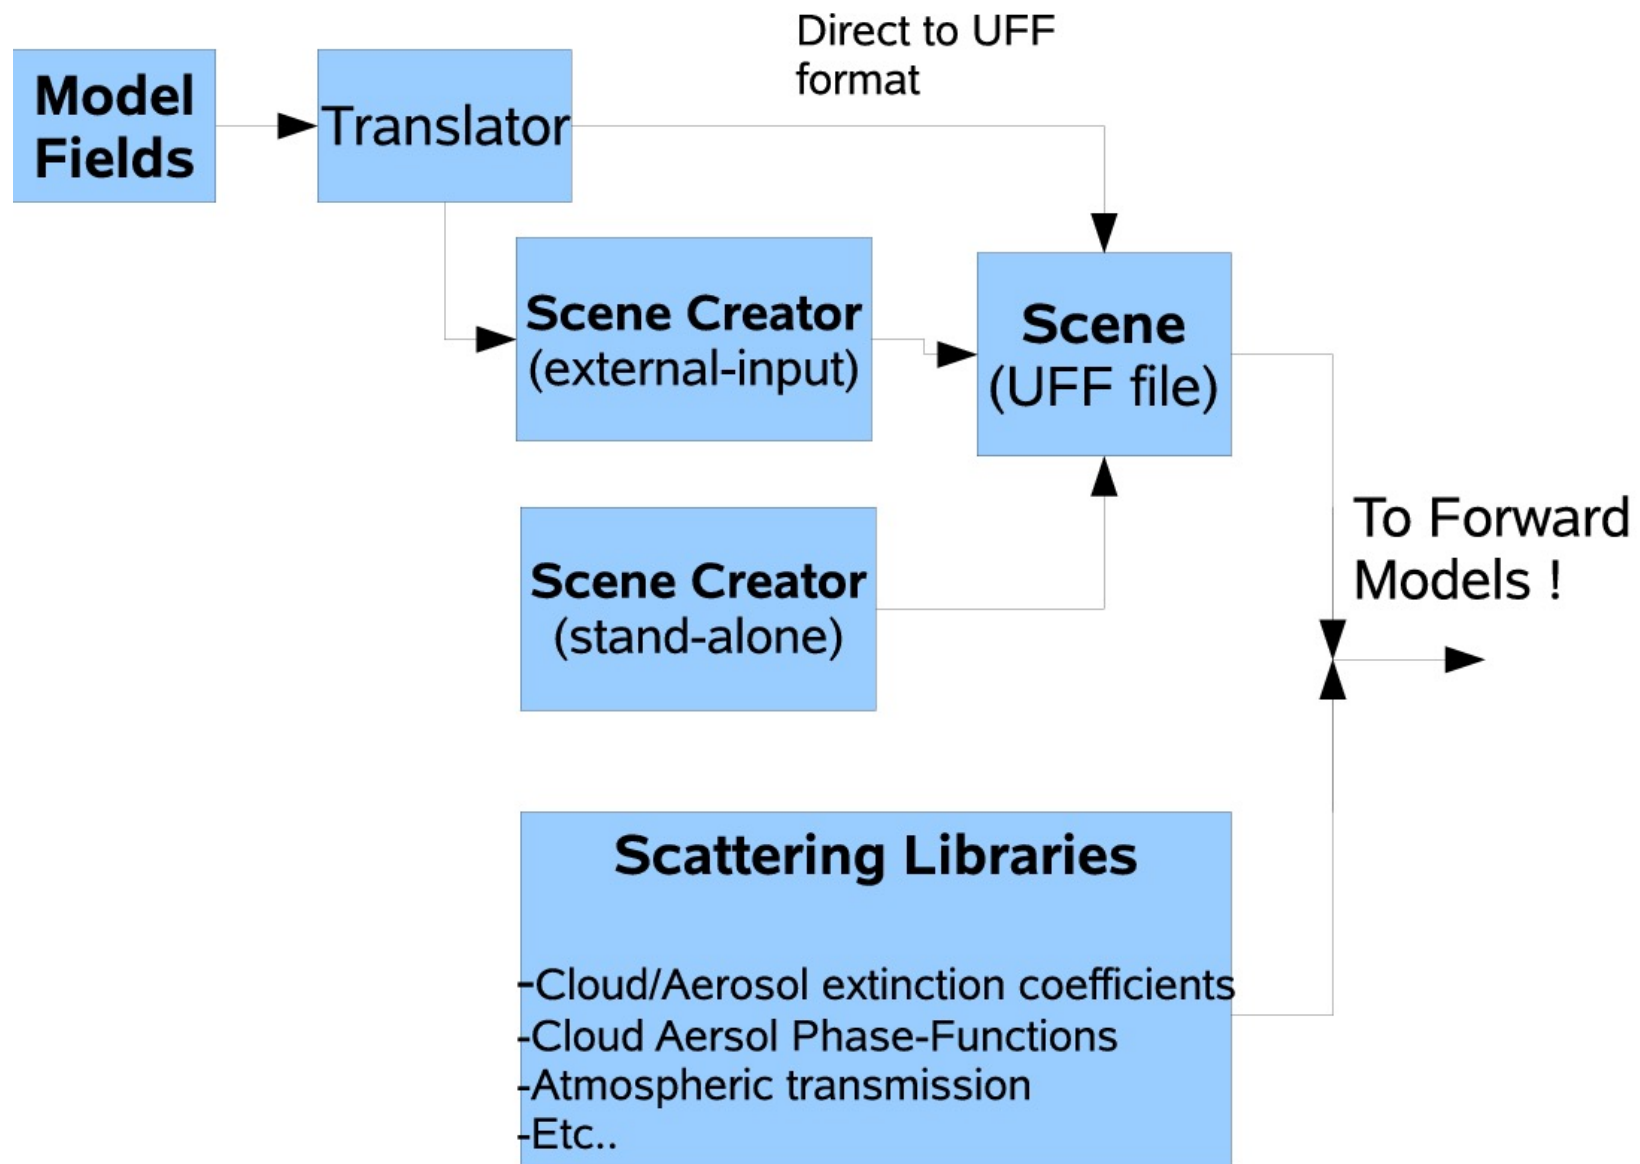 Direct to UFF
format
Model
Fields
Translator
Scene Creator
(external-input)
Scene
(UFF file)
To Forward
Models !
Scene Creator
(stand-alone)
Scattering Libraries
-Cloud/Aerosol extinction coefficients
-Cloud Aersol Phase-Functions
-Atmospheric transmission
-Etc..